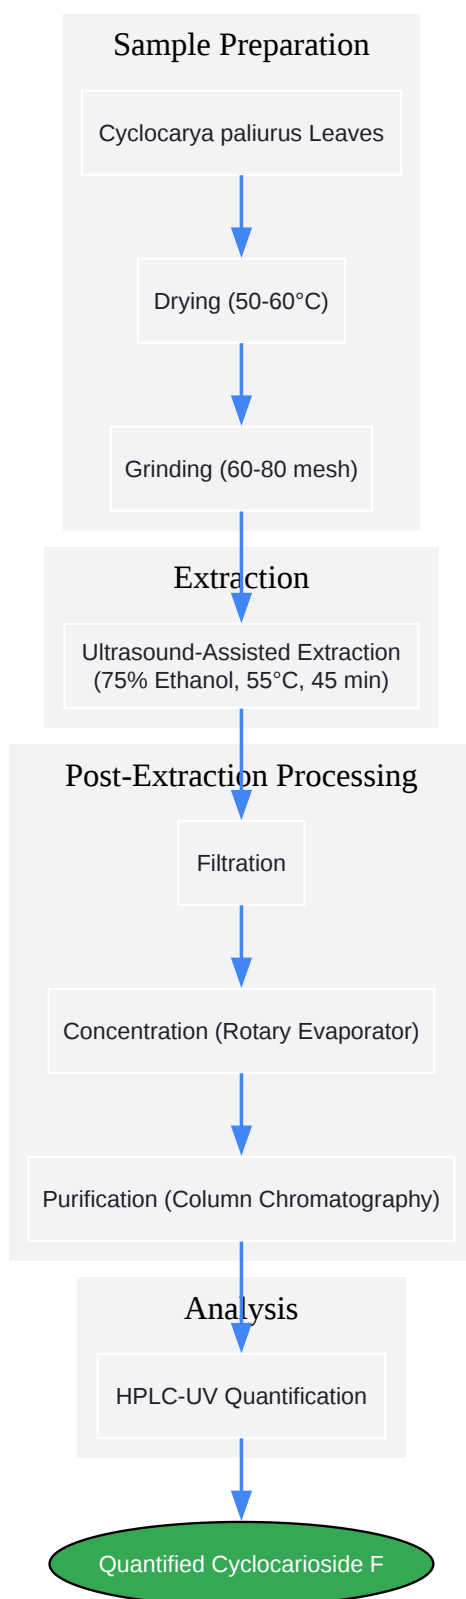 Sample Preparation
Cyclocarya paliurus Leaves
Drying (50-60°C)
Grinding (60-80 mesh)
Extraction
Ultrasound-Assisted Extraction
(75% Ethanol, 55°C, 45 min)
Post-Extraction Processing
Filtration
Concentration (Rotary Evaporator)
Purification (Column Chromatography)
Analysis
HPLC-UV Quantification
Quantified Cyclocarioside F